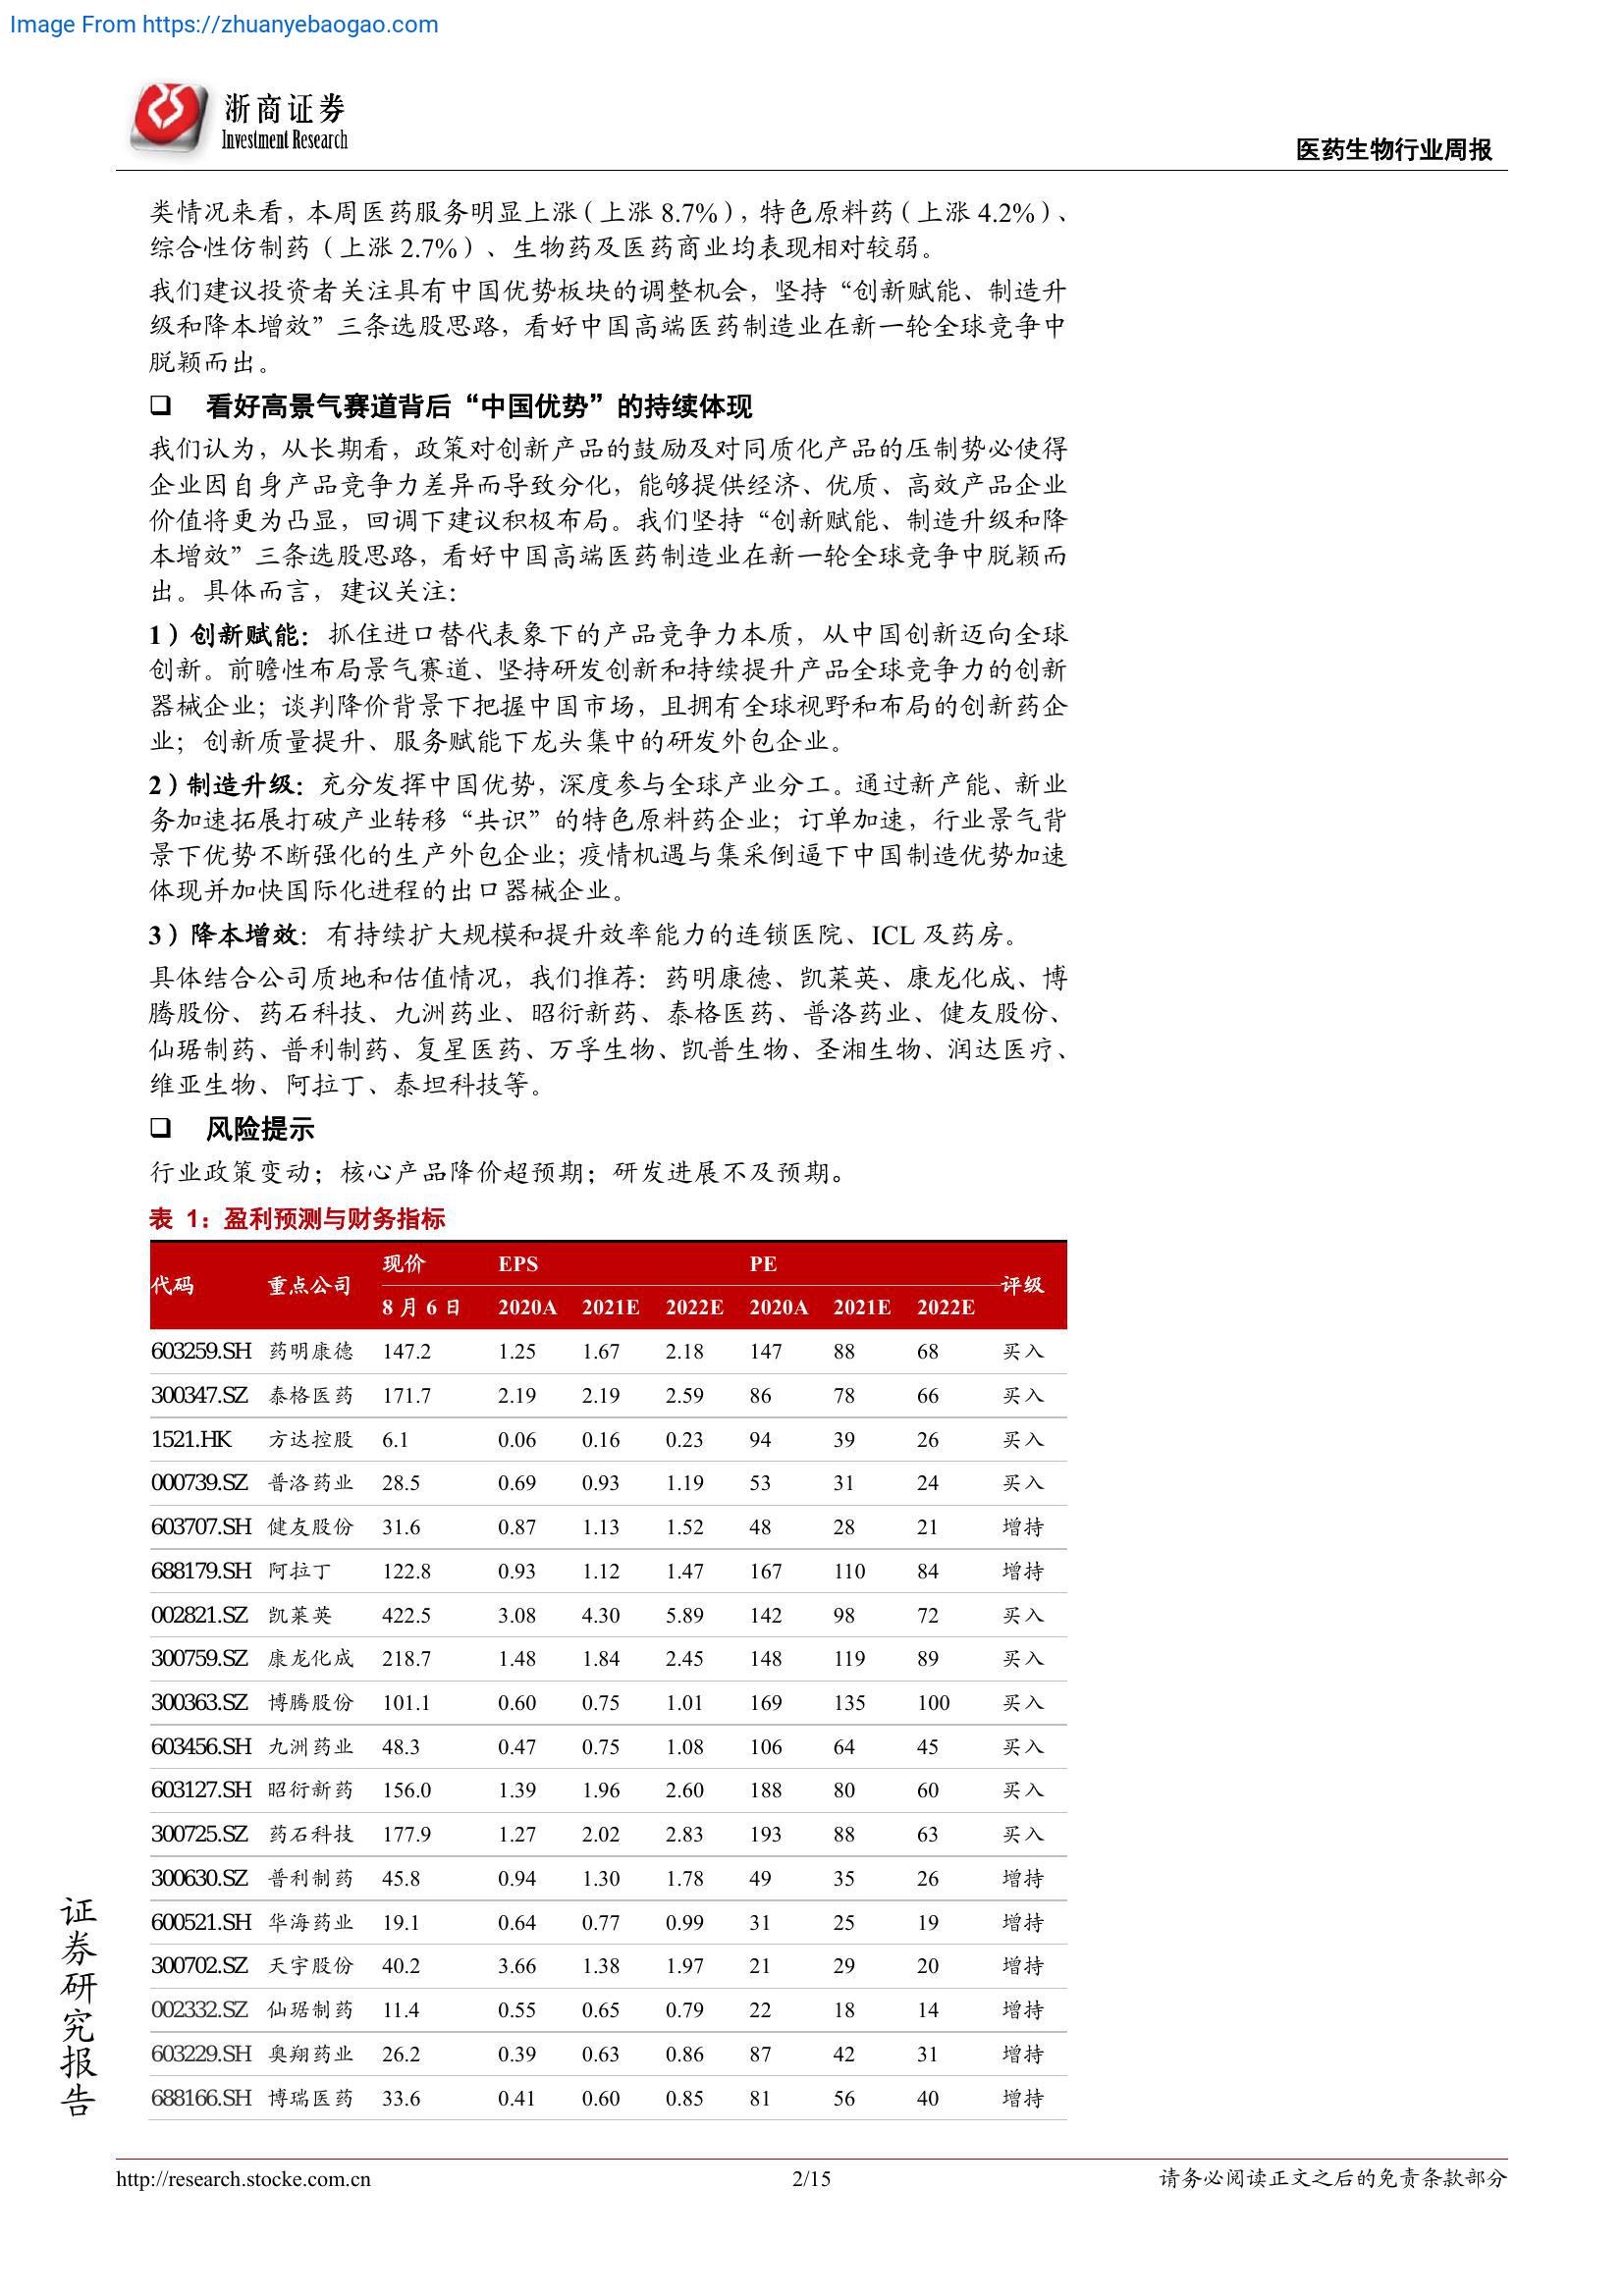 Image From https://zhuanyebaogao.com
浙商证券
Investment Research
医药生物行业周报
类情况来看，本周医药服务明显上涨（上涨 8.7%），特色原料药（上涨 4.2%）、
综合性仿制药（上涨 2.7%）、生物药及医药商业均表现相对较弱。
我们建议投资者关注具有中国优势板块的调整机会，坚持“创新赋能、制造升
级和降本增效”三条选股思路，看好中国高端医药制造业在新一轮全球竞争中
脱颖而出。
❑ 看好高景气赛道背后“中国优势”的持续体现
我们认为，从长期看，政策对创新产品的鼓励及对同质化产品的压制势必使得
企业因自身产品竞争力差异而导致分化，能够提供经济、优质、高效产品企业
价值将更为凸显，回调下建议积极布局。我们坚持“创新赋能、制造升级和降
本增效”三条选股思路，看好中国高端医药制造业在新一轮全球竞争中脱颖而
出。具体而言，建议关注：
1）创新赋能：抓住进口替代表象下的产品竞争力本质，从中国创新迈向全球
创新。前瞻性布局景气赛道、坚持研发创新和持续提升产品全球竞争力的创新
器械企业；谈判降价背景下把握中国市场，且拥有全球视野和布局的创新药企
业；创新质量提升、服务赋能下龙头集中的研发外包企业。
2）制造升级：充分发挥中国优势，深度参与全球产业分工。通过新产能、新业
务加速拓展打破产业转移“共识”的特色原料药企业；订单加速，行业景气背
景下优势不断强化的生产外包企业；疫情机遇与集采倒逼下中国制造优势加速
体现并加快国际化进程的出口器械企业。
3）降本增效：有持续扩大规模和提升效率能力的连锁医院、ICL 及药房。
具体结合公司质地和估值情况，我们推荐：药明康德、凯莱英、康龙化成、博
腾股份、药石科技、九洲药业、昭衍新药、泰格医药、普洛药业、健友股份、
仙琚制药、普利制药、复星医药、万孚生物、凯普生物、圣湘生物、润达医疗、
维亚生物、阿拉丁、泰坦科技等。
❑ 风险提示
行业政策变动；核心产品降价超预期；研发进展不及预期。
表 1：盈利预测与财务指标
代码 重点公司 现价 EPS PE 评级
8 月 6 日 2020A 2021E 2022E 2020A 2021E 2022E
603259.SH 药明康德 147.2 1.25 1.67 2.18 147 88 68 买入
300347.SZ 泰格医药 171.7 2.19 2.19 2.59 86 78 66 买入
1521.HK 方达控股 6.1 0.06 0.16 0.23 94 39 26 买入
000739.SZ 普洛药业 28.5 0.69 0.93 1.19 53 31 24 买入
603707.SH 健友股份 31.6 0.87 1.13 1.52 48 28 21 增持
688179.SH 阿拉丁 122.8 0.93 1.12 1.47 167 110 84 增持
002821.SZ 凯莱英 422.5 3.08 4.30 5.89 142 98 72 买入
300759.SZ 康龙化成 218.7 1.48 1.84 2.45 148 119 89 买入
300363.SZ 博腾股份 101.1 0.60 0.75 1.01 169 135 100 买入
603456.SH 九洲药业 48.3 0.47 0.75 1.08 106 64 45 买入
603127.SH 昭衍新药 156.0 1.39 1.96 2.60 188 80 60 买入
300725.SZ 药石科技 177.9 1.27 2.02 2.83 193 88 63 买入
300630.SZ 普利制药 45.8 0.94 1.30 1.78 49 35 26 增持
600521.SH 华海药业 19.1 0.64 0.77 0.99 31 25 19 增持
300702.SZ 天宇股份 40.2 3.66 1.38 1.97 21 29 20 增持
002332.SZ 仙琚制药 11.4 0.55 0.65 0.79 22 18 14 增持
603229.SH 奥翔药业 26.2 0.39 0.63 0.86 87 42 31 增持
688166.SH 博瑞医药 33.6 0.41 0.60 0.85 81 56 40 增持
证券研究报告
http://research.stocke.com.cn
2/15
请务必阅读正文之后的免责条款部分